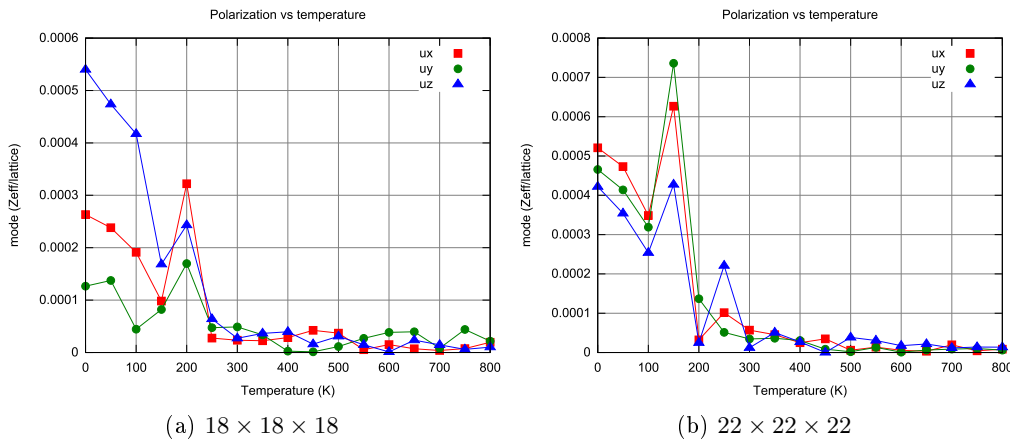 Polarization vs temperature
0.0006
0.0005
0.0004
0.0003
0.0002
0.0001
0
mode (Zeff/lattice)
ux
uy
uz
0 100 200 300 400 500 600 700 800
Temperature (K)
(a) 18 × 18 × 18
Polarization vs temperature
0.0008
0.0007
0.0006
0.0005
0.0004
0.0003
0.0002
0.0001
0
mode (Zeff/lattice)
ux
uy
uz
0 100 200 300 400 500 600 700 800
Temperature (K)
(b) 22 × 22 × 22